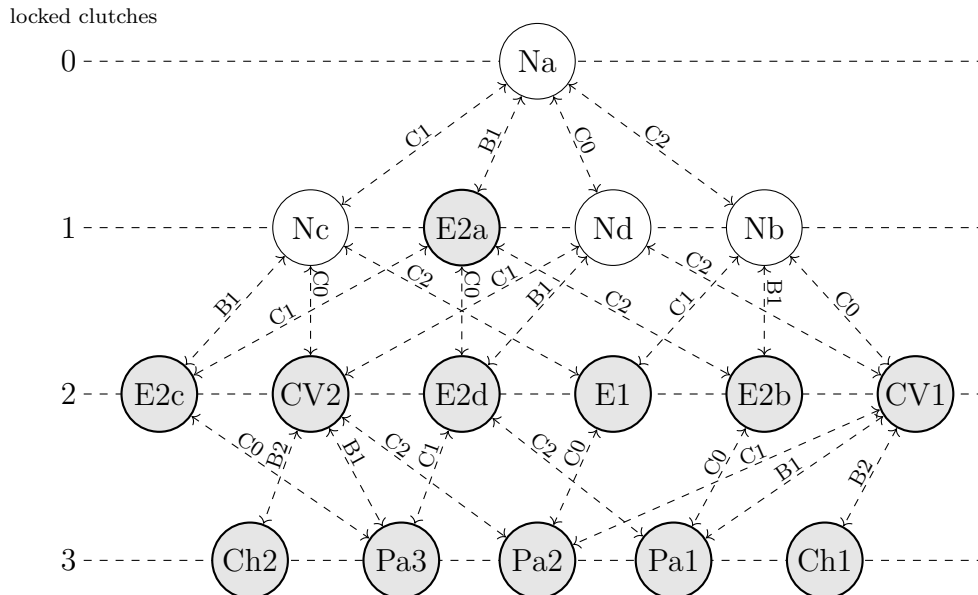 locked clutches
0
Na
C1
B1
C0
C2
1
Nc
E2a
Nd
Nb
B1
C0
C1
C2
C0
C2
C1
B1
C2
C1
B1
C0
2
E2c
CV2
E2d
E1
E2b
CV1
C0
B2
B1
C2
C1
C2
C0
C0
B1
C1
B2
3
Ch2
Pa3
Pa2
Pa1
Ch1